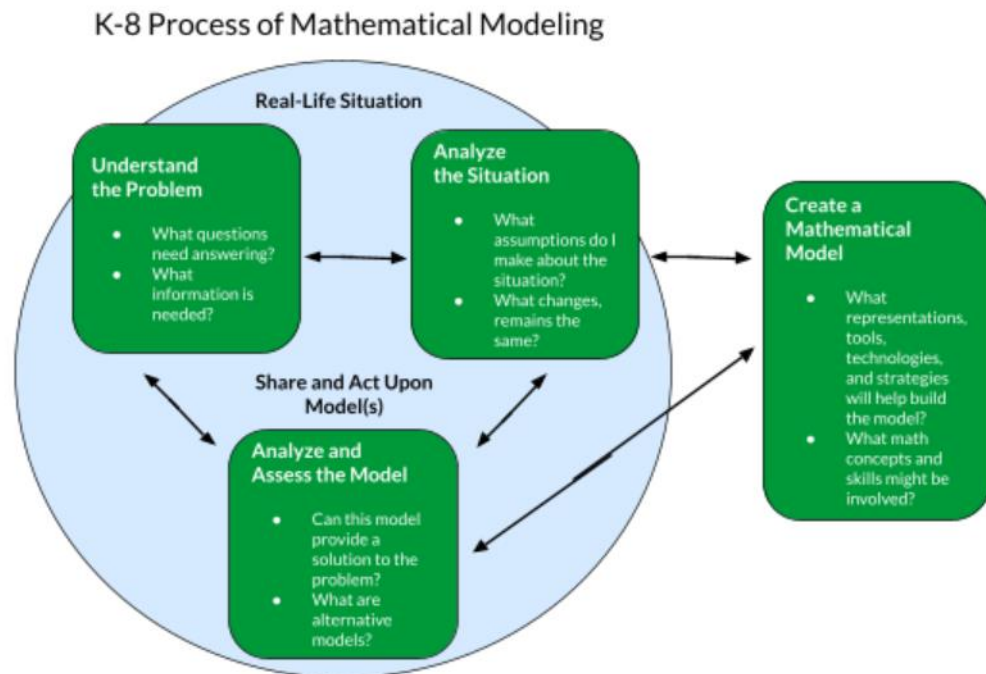 K-8 Process of Mathematical Modeling
Real-Life Situation
Understand
the Problem
● What questions
need answering?
● What
information is
needed?
Analyze
the Situation
● What
assumptions do I
make about the
situation?
● What changes,
remains the
same?
Create a
Mathematical
Model
● What
representations,
tools,
technologies,
and strategies
will help build
the model?
● What math
concepts and
skills might be
involved?
Share and Act Upon
Model(s)
Analyze and
Assess the Model
● Can this model
provide a
solution to the
problem?
● What are
alternative
models?